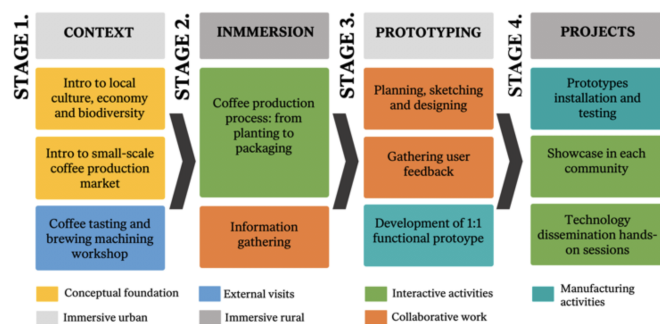 STAGE 1.
CONTEXT
Intro to local
culture, economy
and biodiversity
Intro to small-scale
coffee production
market
Coffee tasting and
brewing machining
workshop
STAGE 2.
INMMERSION
Coffee production
process: from
planting to
packaging
Information
gathering
STAGE 3.
PROTOTYPING
Planning, sketching
and designing
Gathering user
feedback
Development of 1:1
functional protoype
STAGE 4.
PROJECTS
Prototypes
installation and
testing
Showcase in each
community
Technology
dissemination hands-
on sessions
Conceptual foundation
External visits
Interactive activities
Manufacturing
activities
Immersive urban
Immersive rural
Collaborative work